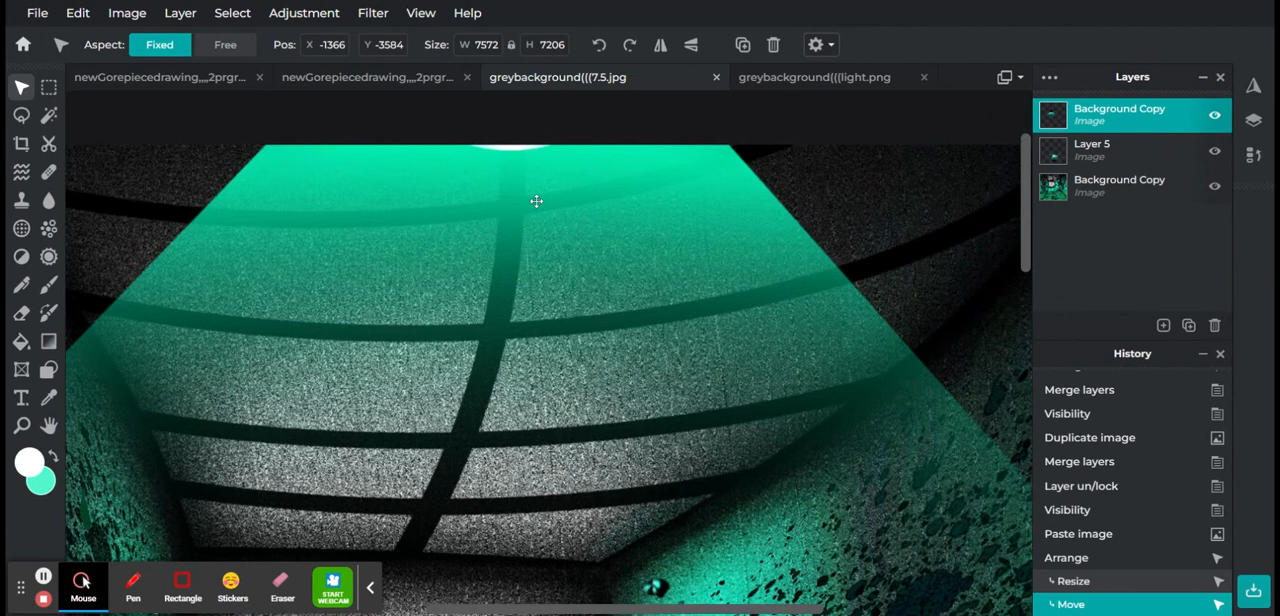 File Edit Image Layer Select Adjustment Filter View Help
Aspect: Fixed Free Pos: X -1366 Y -3584 Size: W 7572 H 7206
newGorepiecedrawing,,,,2prgr... newGorepiecedrawing,,,,2prgr... greybackground(((7.5.jpg greybackground(((light.png
Layers
Background Copy
Image
Layer 5
Image
Background Copy
Image
History
Merge layers
Visibility
Duplicate image
Merge layers
Layer un/lock
Visibility
Paste image
Arrange
Resize
Move
Mouse Pen Rectangle Stickers Eraser START WEBCAM